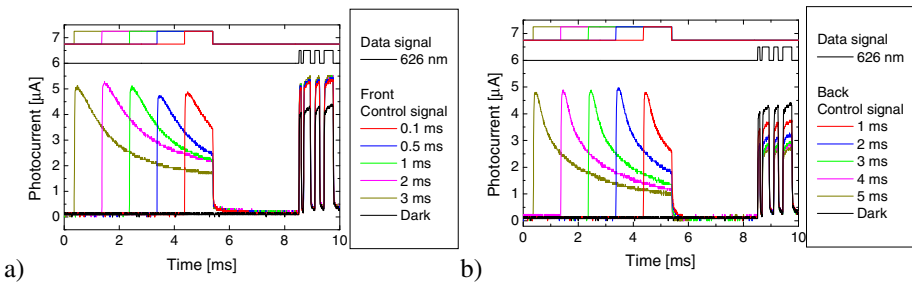 7
6
5
4
3
2
1
0
Photocurrent [µA]
0 2 4 6 8 10
Time [ms]
a)
Data signal
626 nm
Front
Control signal
0.1 ms
0.5 ms
1 ms
2 ms
3 ms
Dark
7
6
5
4
3
2
1
0
Photocurrent [µA]
0 2 4 6 8 10
Time [ms]
b)
Data signal
626 nm
Back
Control signal
1 ms
2 ms
3 ms
4 ms
5 ms
Dark